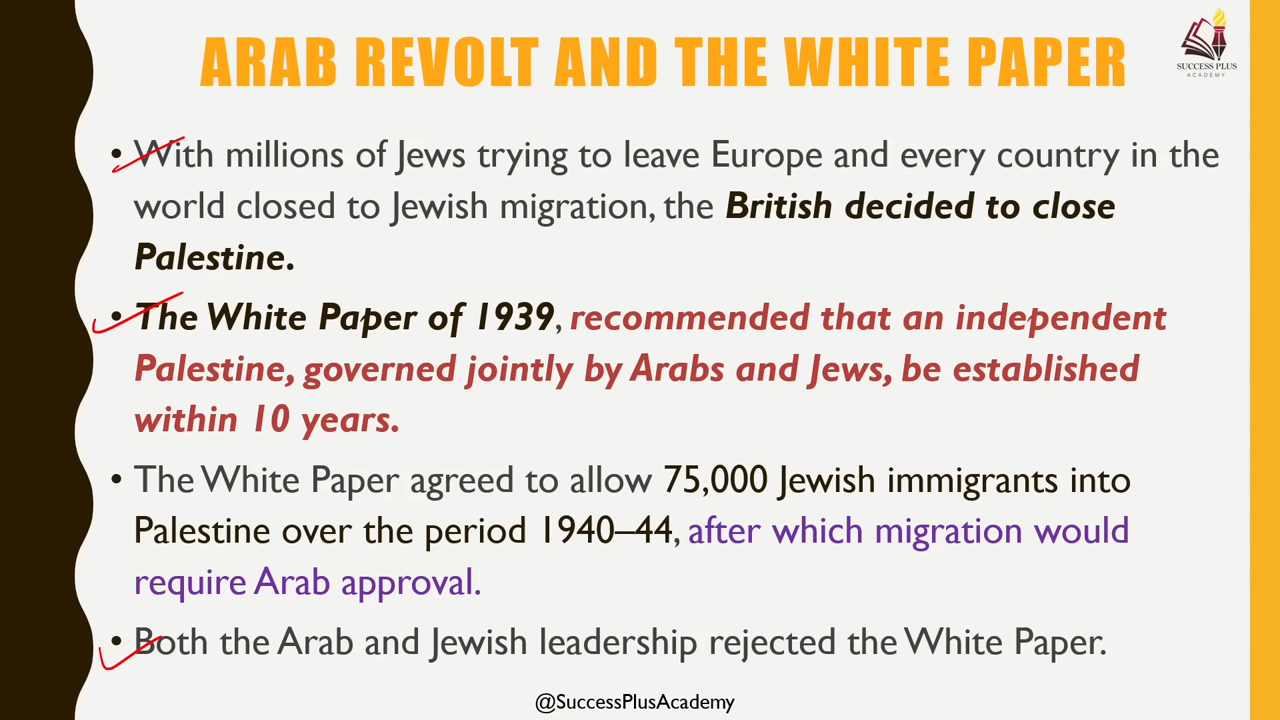 ARAB REVOLT AND THE WHITE PAPER
SUCCESS PLUS
ACADEMY
• With millions of Jews trying to leave Europe and every country in the
world closed to Jewish migration, the British decided to close
Palestine.
• The White Paper of 1939, recommended that an independent
Palestine, governed jointly by Arabs and Jews, be established
within 10 years.
• The White Paper agreed to allow 75,000 Jewish immigrants into
Palestine over the period 1940–44, after which migration would
require Arab approval.
• Both the Arab and Jewish leadership rejected the White Paper.
@SuccessPlusAcademy